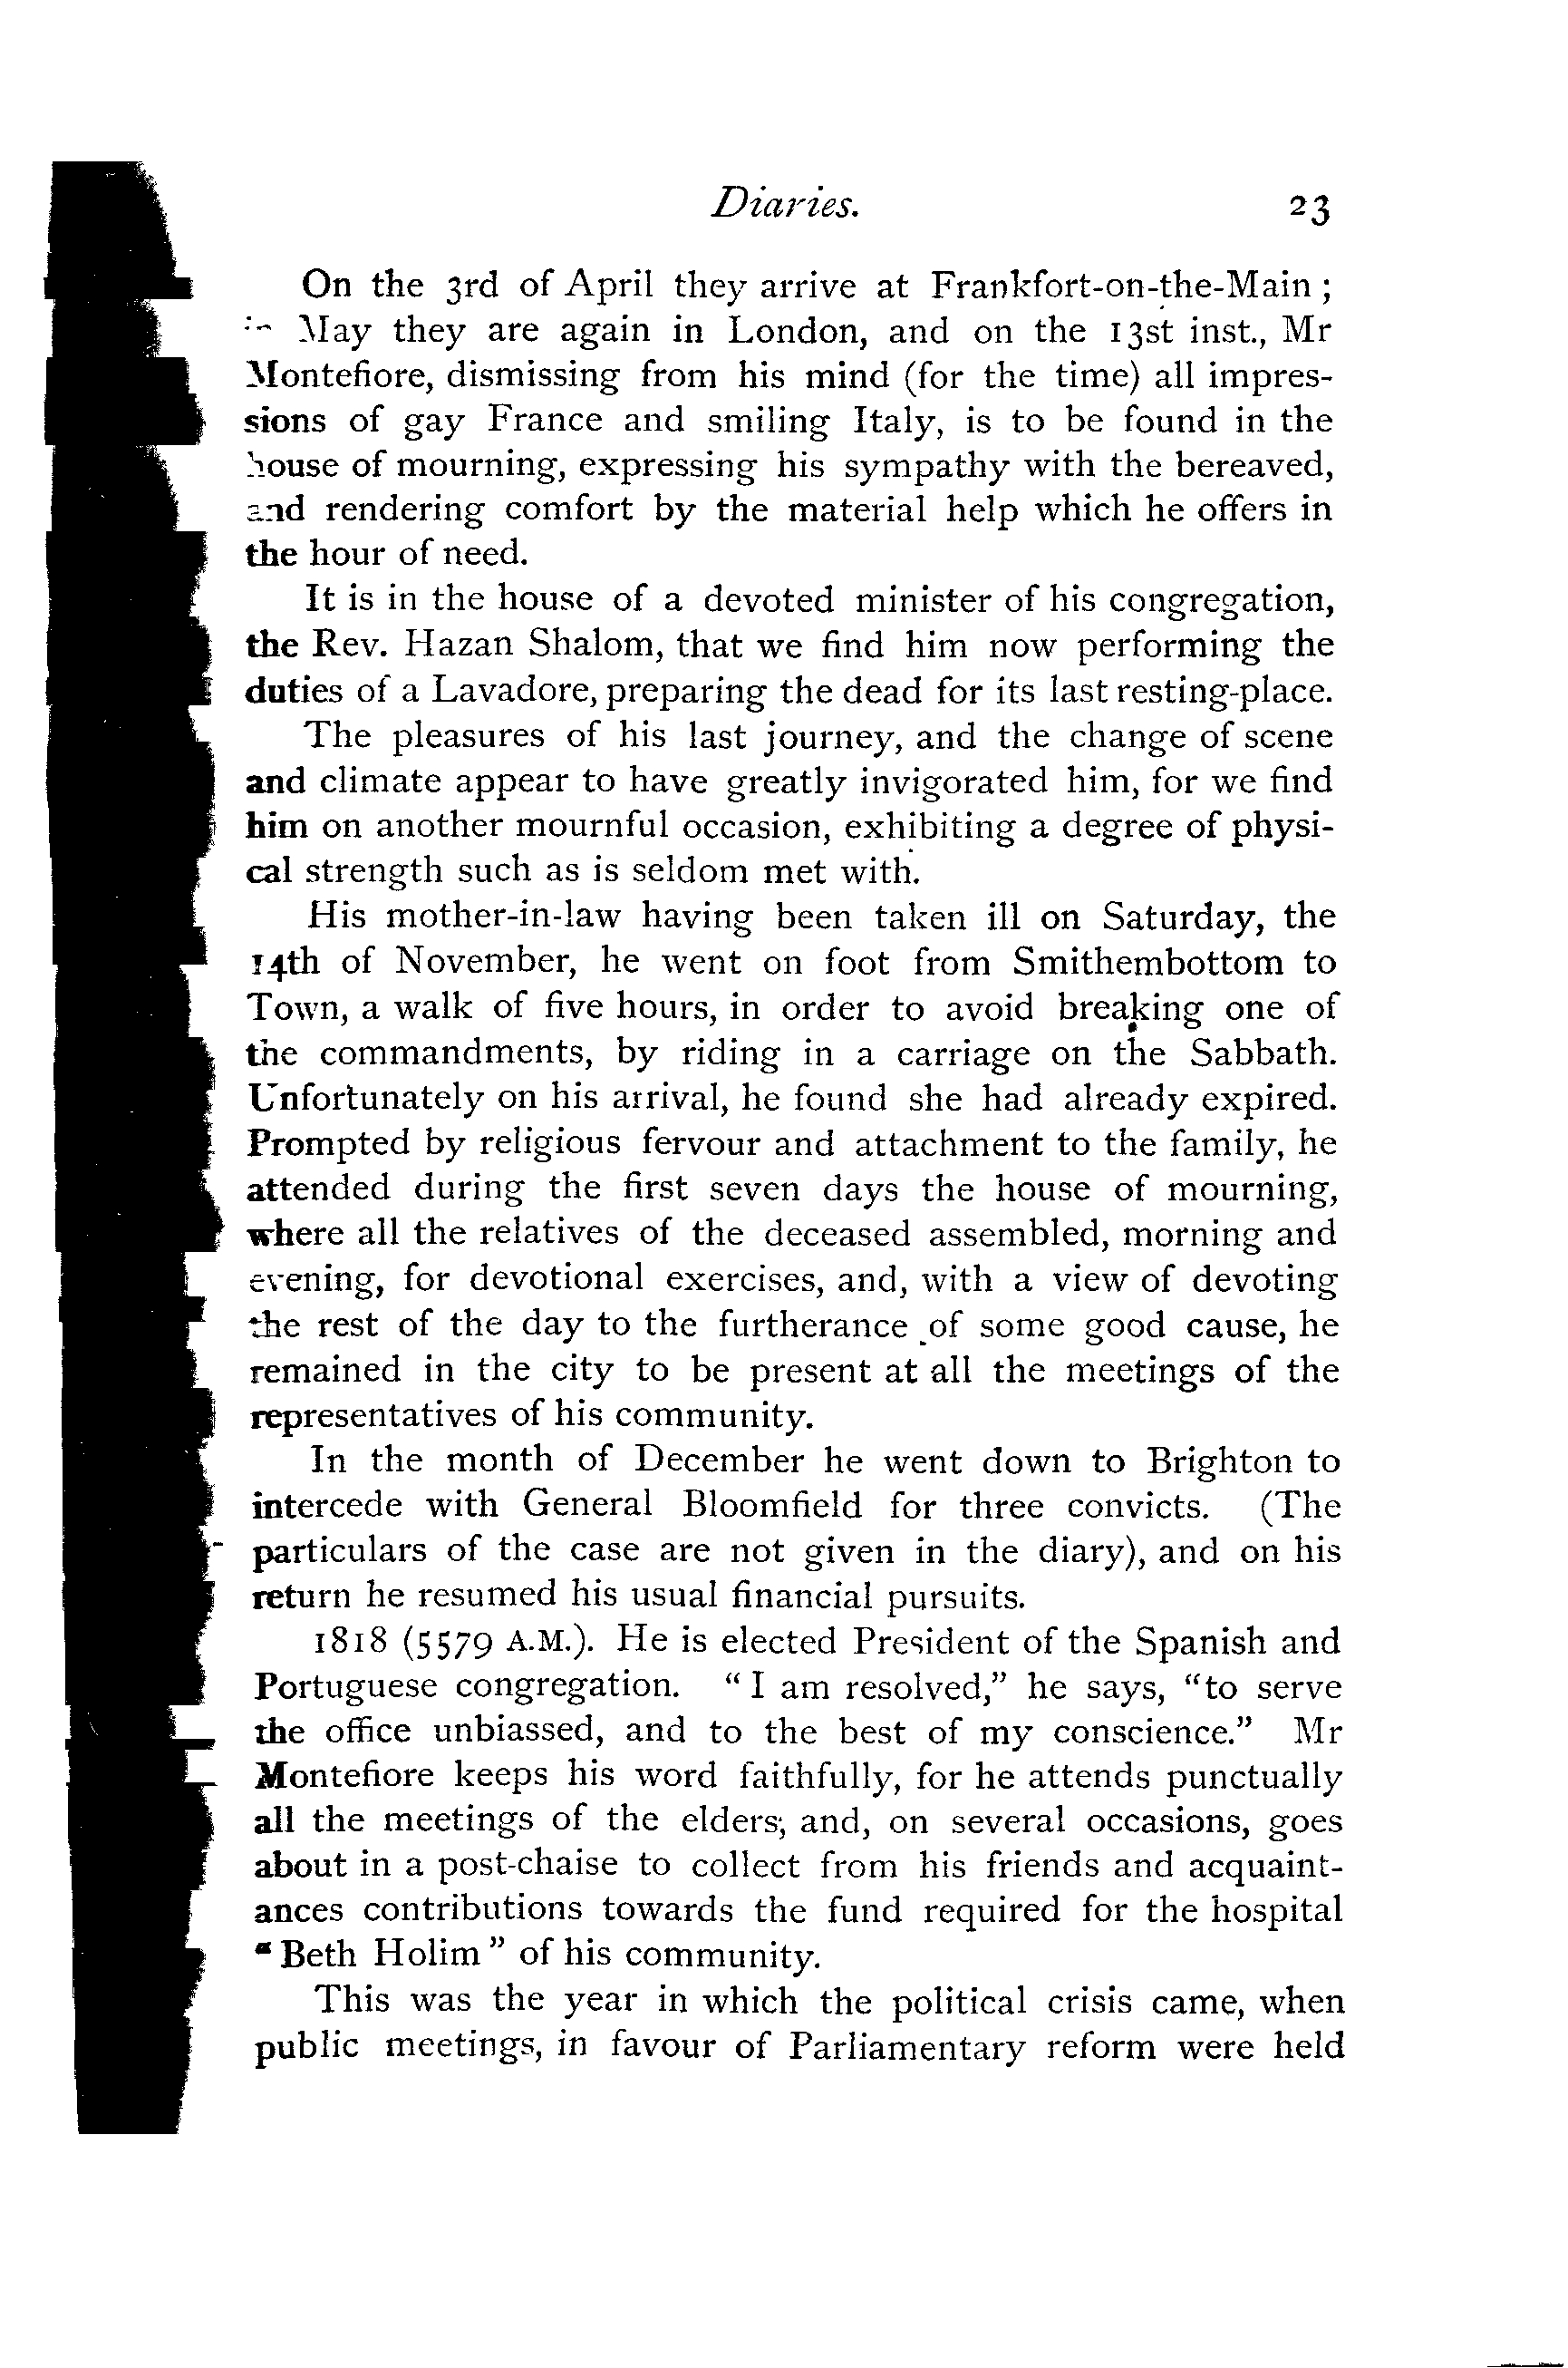 Diaries. 23
On the 3rd of April they arrive at Frankfort-on-the-Main ;
May they are again in London, and on the 13st inst., Mr
Montefiore, dismissing from his mind (for the time) all impres-
sions of gay France and smiling Italy, is to be found in the
house of mourning, expressing his sympathy with the bereaved,
and rendering comfort by the material help which he offers in
the hour of need.
It is in the house of a devoted minister of his congregation,
the Rev. Hazan Shalom, that we find him now performing the
duties of a Lavadore, preparing the dead for its last resting-place.
The pleasures of his last journey, and the change of scene
and climate appear to have greatly invigorated him, for we find
him on another mournful occasion, exhibiting a degree of physi-
cal strength such as is seldom met with.
His mother-in-law having been taken ill on Saturday, the
14th of November, he went on foot from Smithembottom to
Town, a walk of five hours, in order to avoid breaking one of
the commandments, by riding in a carriage on the Sabbath.
Unfortunately on his arrival, he found she had already expired.
Prompted by religious fervour and attachment to the family, he
attended during the first seven days the house of mourning,
where all the relatives of the deceased assembled, morning and
evening, for devotional exercises, and, with a view of devoting
the rest of the day to the furtherance of some good cause, he
remained in the city to be present at all the meetings of the
representatives of his community.
In the month of December he went down to Brighton to
intercede with General Bloomfield for three convicts. (The
particulars of the case are not given in the diary), and on his
return he resumed his usual financial pursuits.
1818 (5579 A.M.). He is elected President of the Spanish and
Portuguese congregation. “ I am resolved,” he says, “to serve
the office unbiassed, and to the best of my conscience.” Mr
Montefiore keeps his word faithfully, for he attends punctually
all the meetings of the elders; and, on several occasions, goes
about in a post-chaise to collect from his friends and acquaint-
ances contributions towards the fund required for the hospital
“ Beth Holim ” of his community.
This was the year in which the political crisis came, when
public meetings, in favour of Parliamentary reform were held